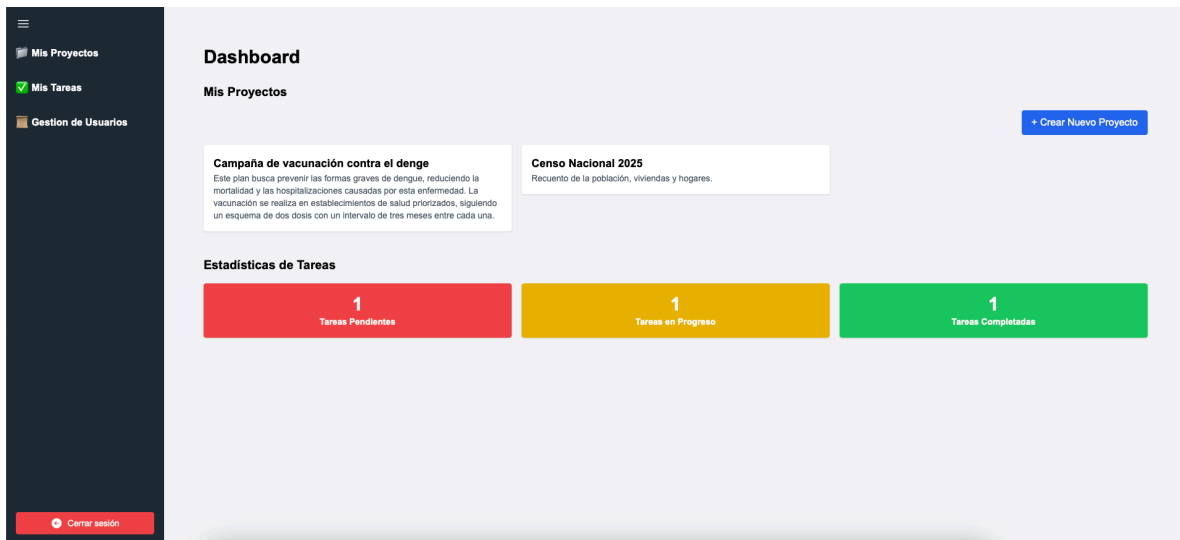 Mis Proyectos
Mis Tareas
Gestion de Usuarios
Cerrar sesión
Dashboard
Mis Proyectos
+ Crear Nuevo Proyecto
Campaña de vacunación contra el denge
Este plan busca prevenir las formas graves de dengue, reduciendo la
mortalidad y las hospitalizaciones causadas por esta enfermedad. La
vacunación se realiza en establecimientos de salud priorizados, siguiendo
un esquema de dos dosis con un intervalo de tres meses entre cada una.
Censo Nacional 2025
Recuento de la población, viviendas y hogares.
Estadísticas de Tareas
1
Tareas Pendientes
1
Tareas en Progreso
1
Tareas Completadas